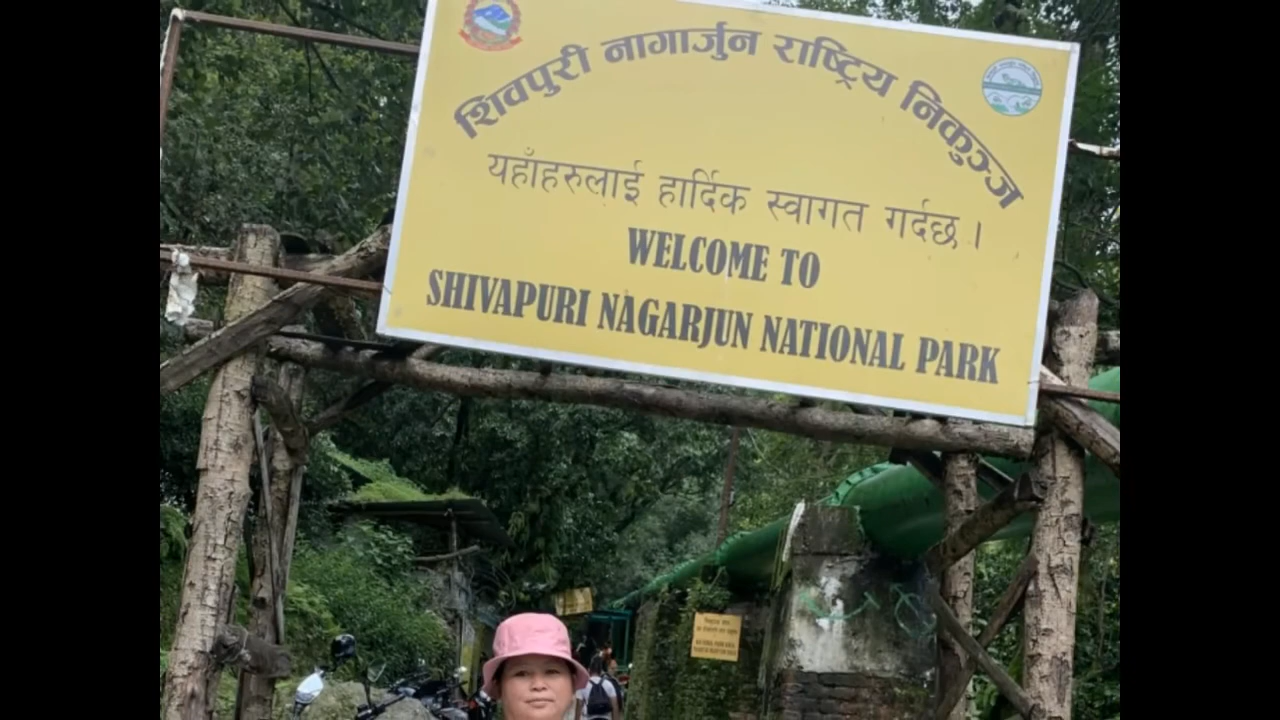 शिवपुरी नागार्जुन राष्ट्रिय निकुञ्ज
यहाँहरुलाई हार्दिक स्वागत गर्दछ।
WELCOME TO
SHIVAPURI NAGARJUN NATIONAL PARK